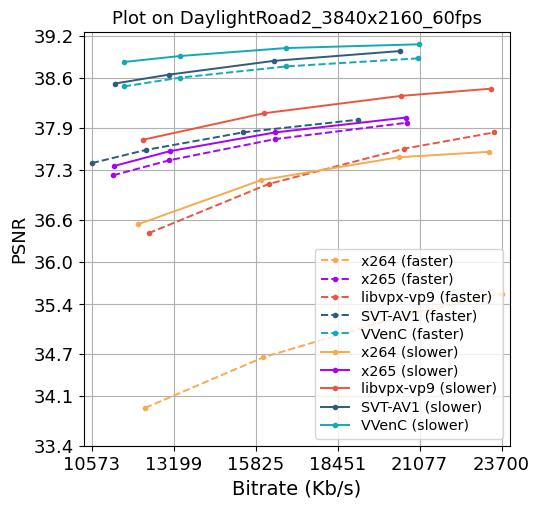 Plot on DaylightRoad2_3840x2160_60fps
39.2
38.6
37.9
37.3
36.6
36.0
35.4
34.7
34.1
33.4
PSNR
x264 (faster)
x265 (faster)
libvpx-vp9 (faster)
SVT-AV1 (faster)
VVenC (faster)
x264 (slower)
x265 (slower)
libvpx-vp9 (slower)
SVT-AV1 (slower)
VVenC (slower)
10573 13199 15825 18451 21077 23700
Bitrate (Kb/s)